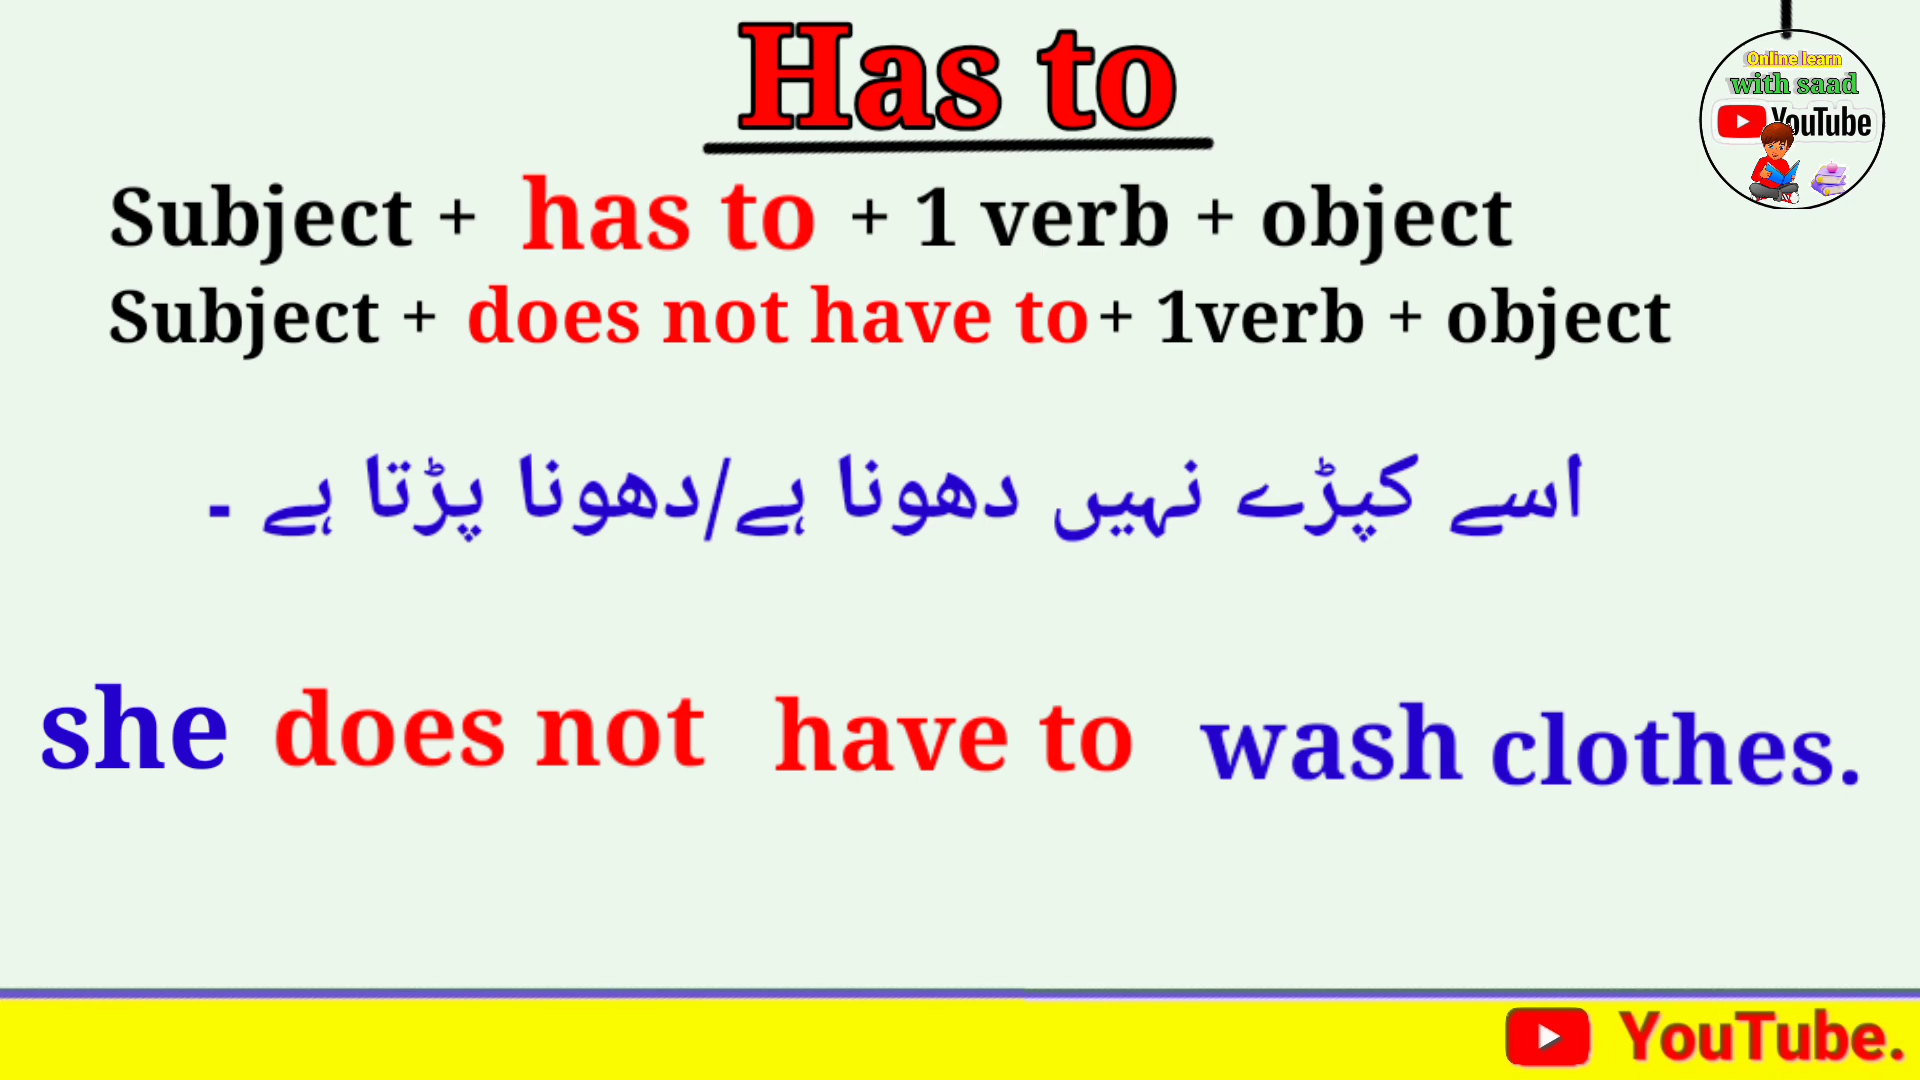 Has to
Online learn
with saad
YouTube
Subject + has to + 1 verb + object
Subject + does not have to + 1verb + object
اسے کپڑے نہیں دھونا ہے/دھونا پڑتا ہے ۔
she does not have to wash clothes.
YouTube.